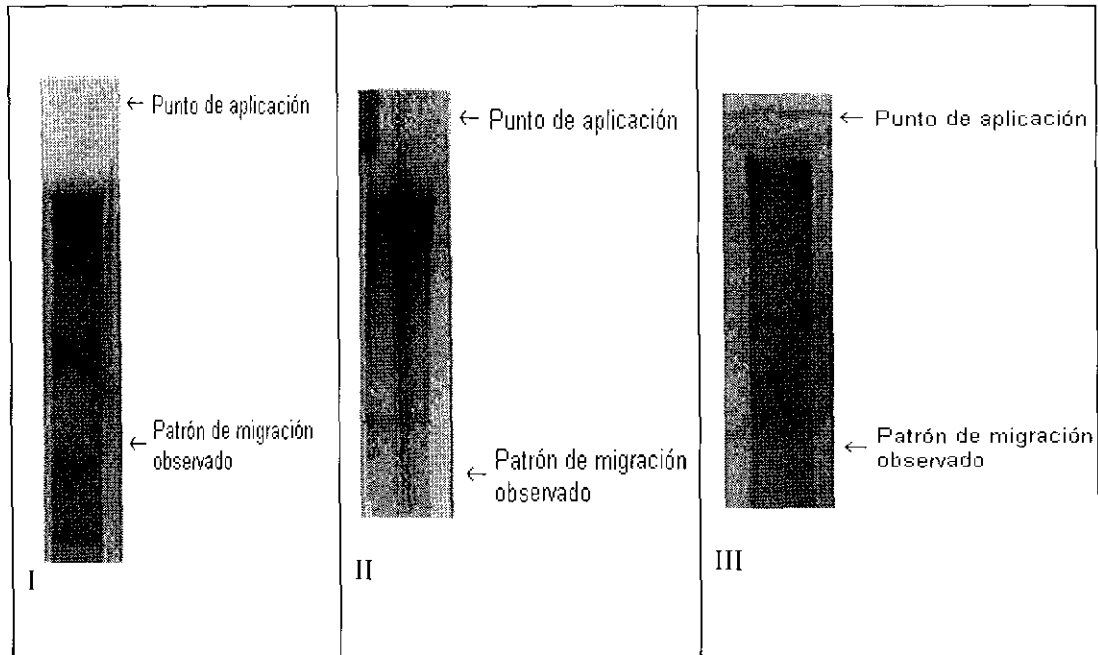 ← Punto de aplicación
← Patrón de migración
observado
I
← Punto de aplicación
← Patrón de migración
observado
II
← Punto de aplicación
← Patrón de migración
observado
III